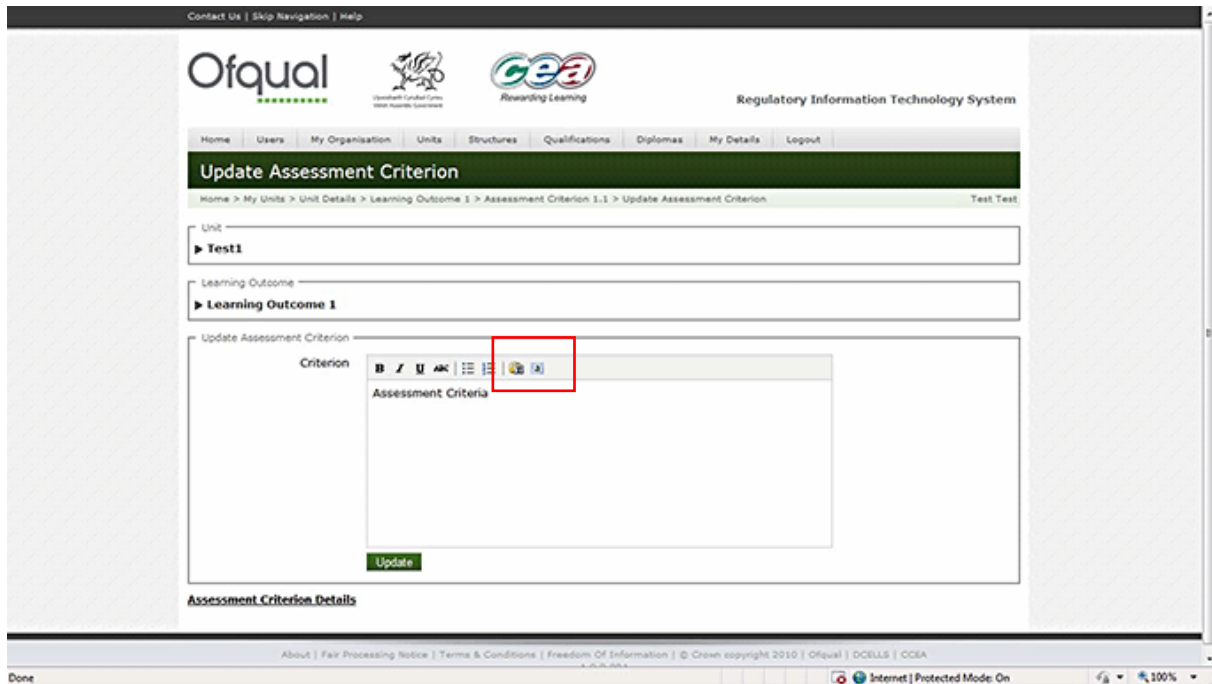 Contact Us | Skip Navigation | Help
Ofqual
Rewarding Learning
Regulatory Information Technology System
Home Users My Organisation Units Structures Qualifications Diplomas My Details Logout
Update Assessment Criterion
Home > My Units > Unit Details > Learning Outcome 1 > Assessment Criterion 1.1 > Update Assessment Criterion Test Test
Unit
Test1
Learning Outcome
Learning Outcome 1
Update Assessment Criterion
Criterion
B I U ABC
Assessment Criteria
Update
Assessment Criterion Details
About | Fair Processing Notice | Terms & Conditions | Freedom Of Information | © Crown copyright 2010 | Ofqual | DCELLS | CCEA
Done Internet | Protected Mode: On 100%